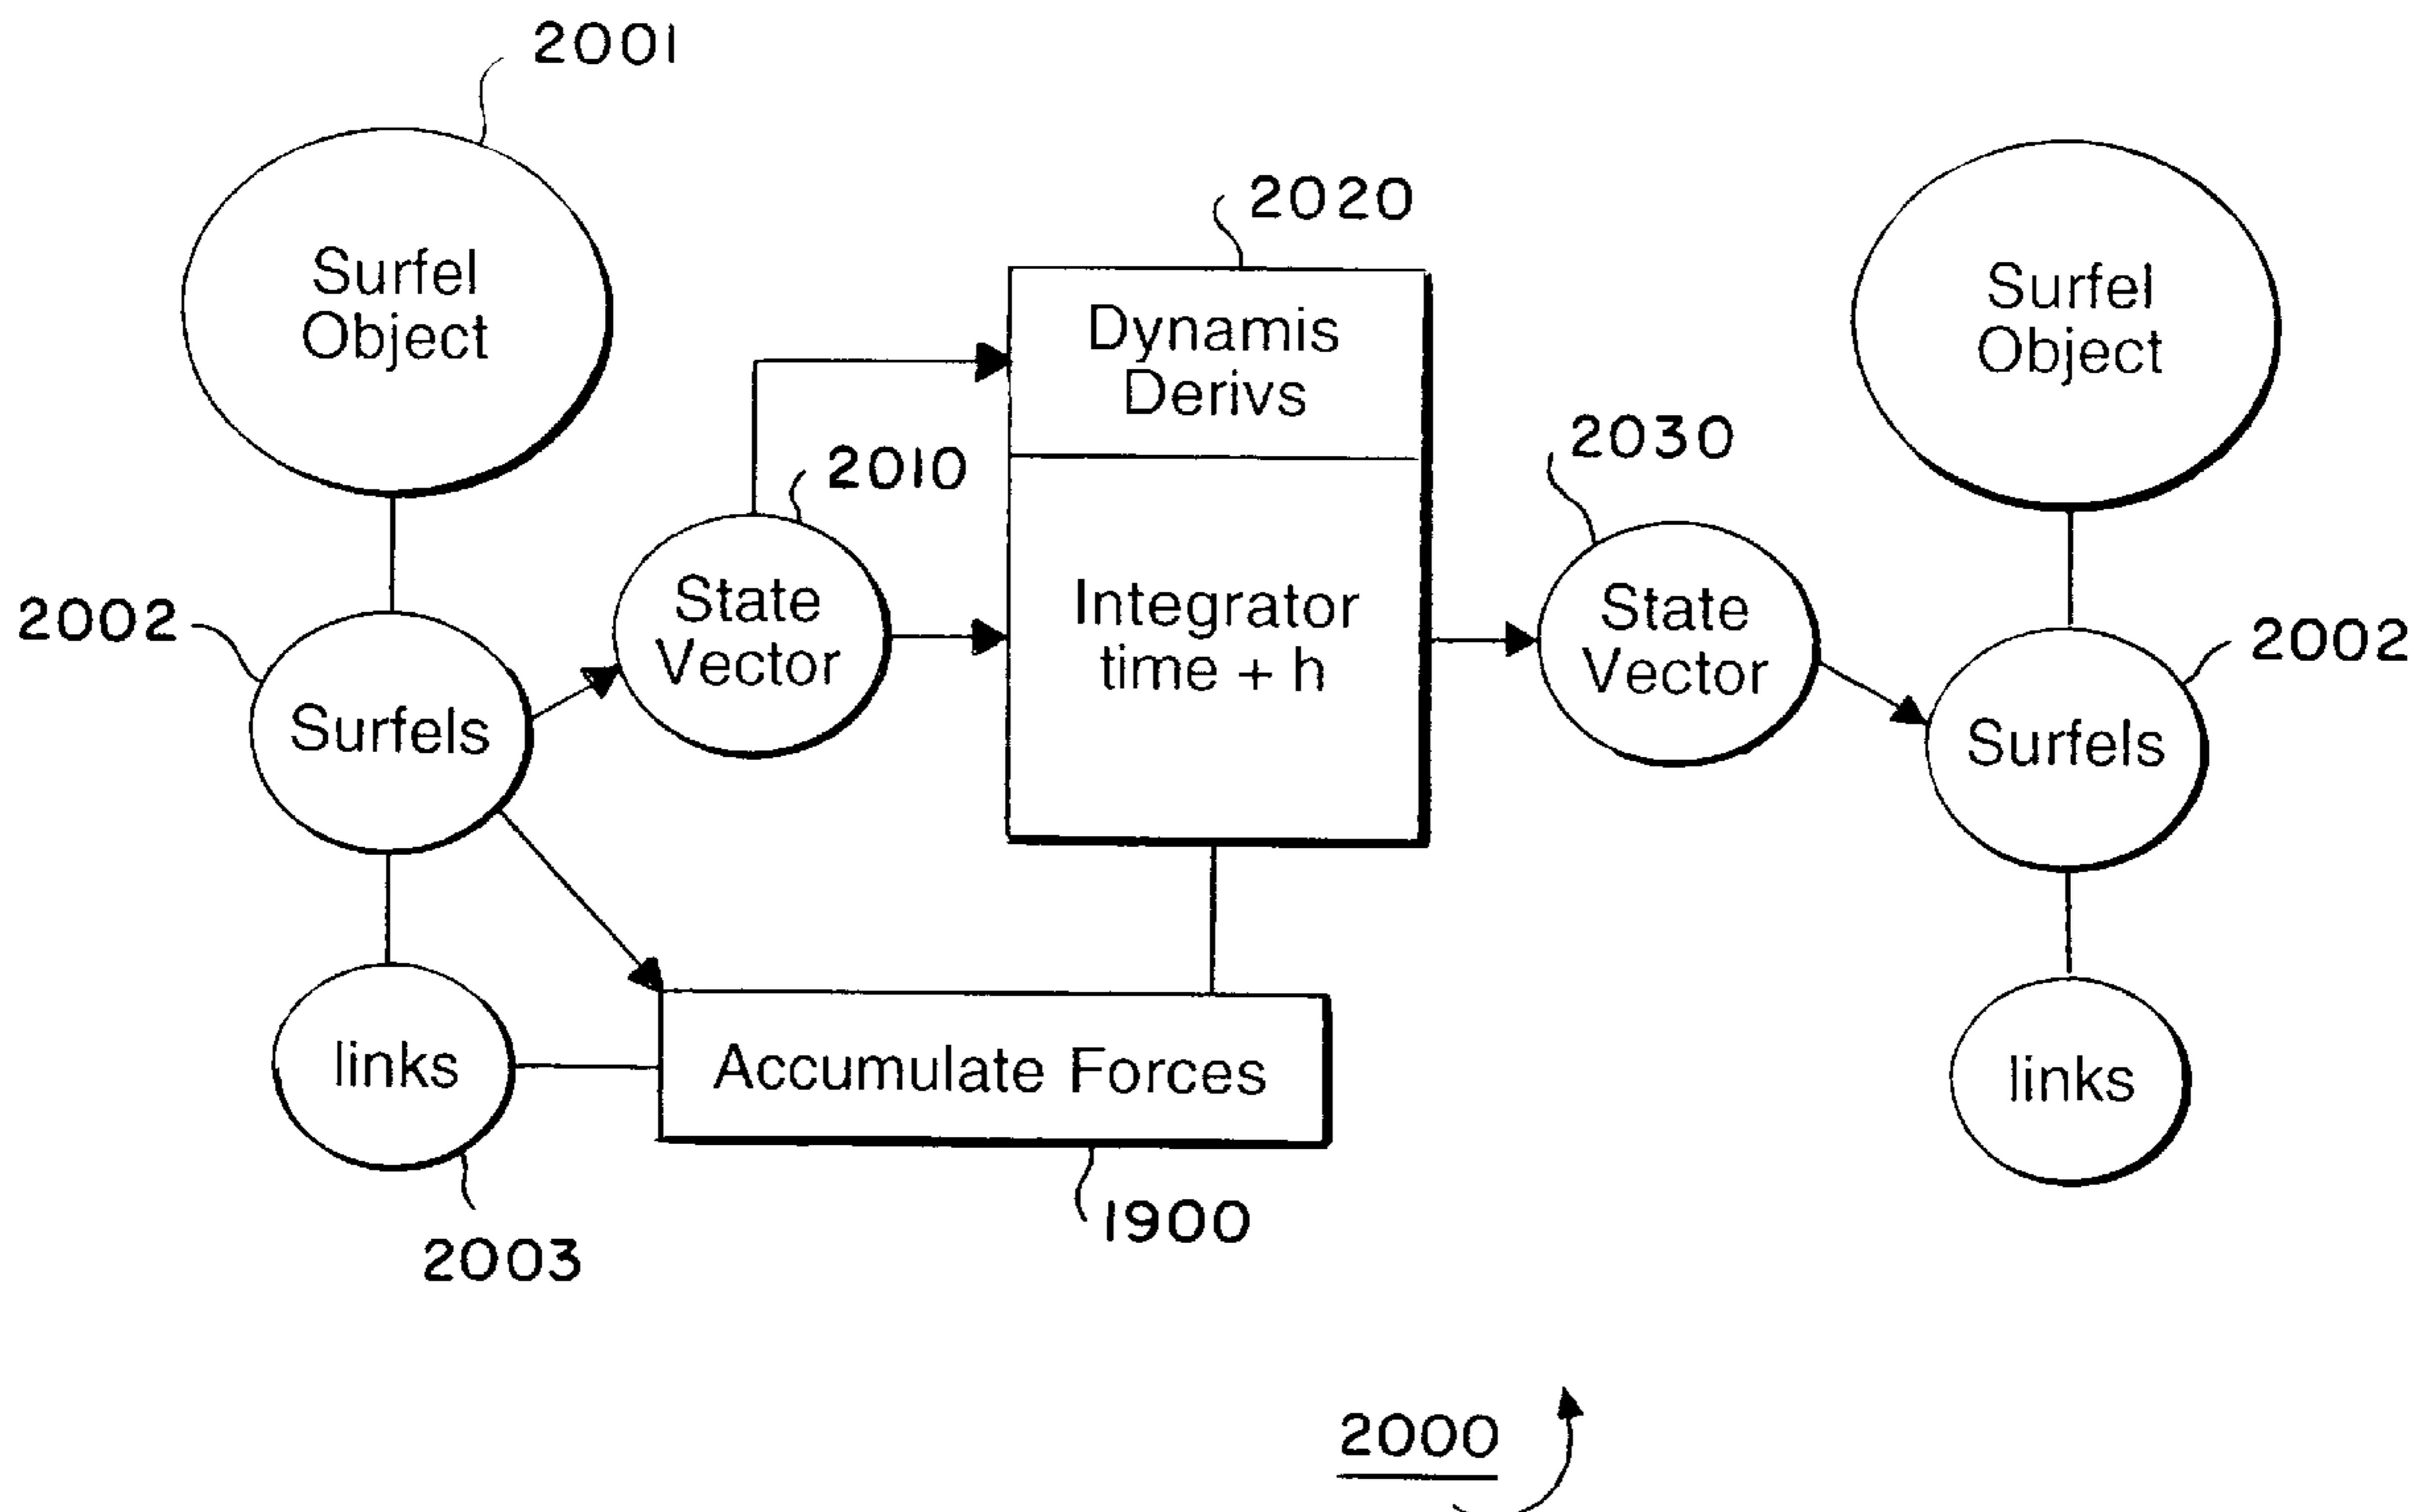 2001
Surfel
Object
2020
Dynamis
Derivs
Surfel
Object
2010
2030
2002
State
Vector
Integrator
time + h
State
Vector
2002
Surfels
Surfels
links
Accumulate Forces
links
1900
2003
2000